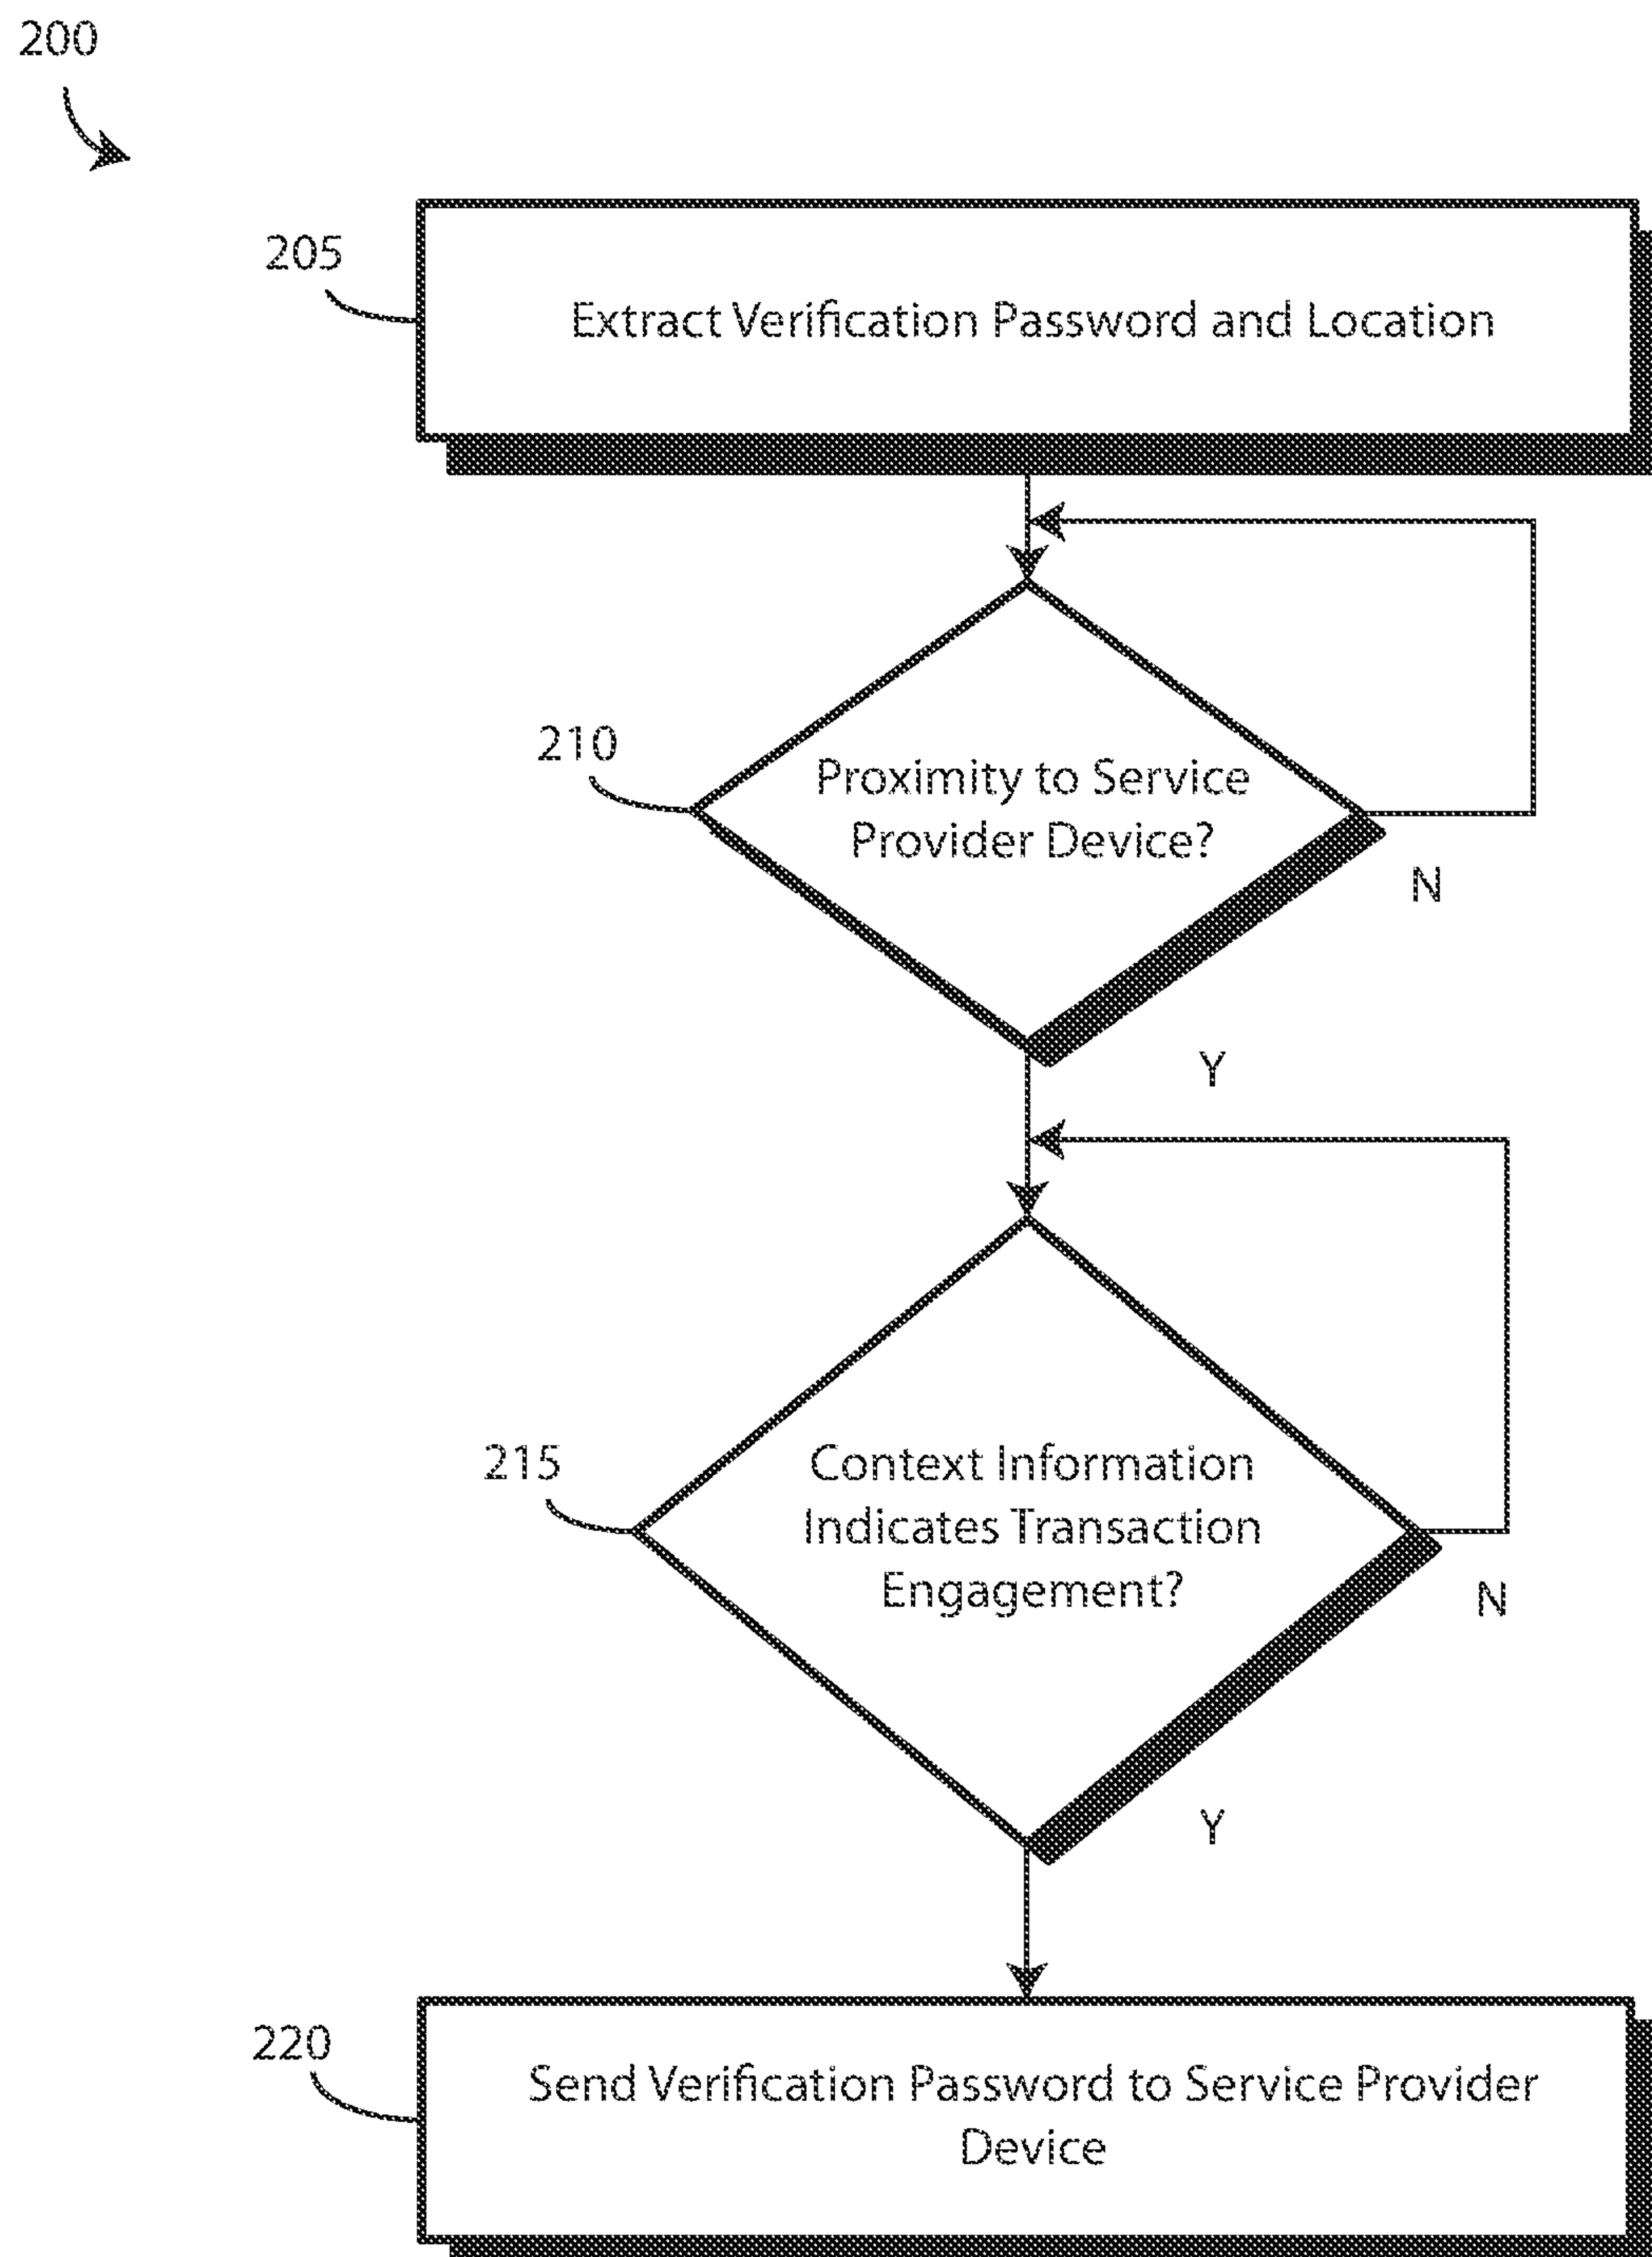 200
205
Extract Verification Password and Location
210
Proximity to Service
Provider Device?
N
Y
215
Context Information
Indicates Transaction
Engagement?
N
Y
220
Send Verification Password to Service Provider
Device